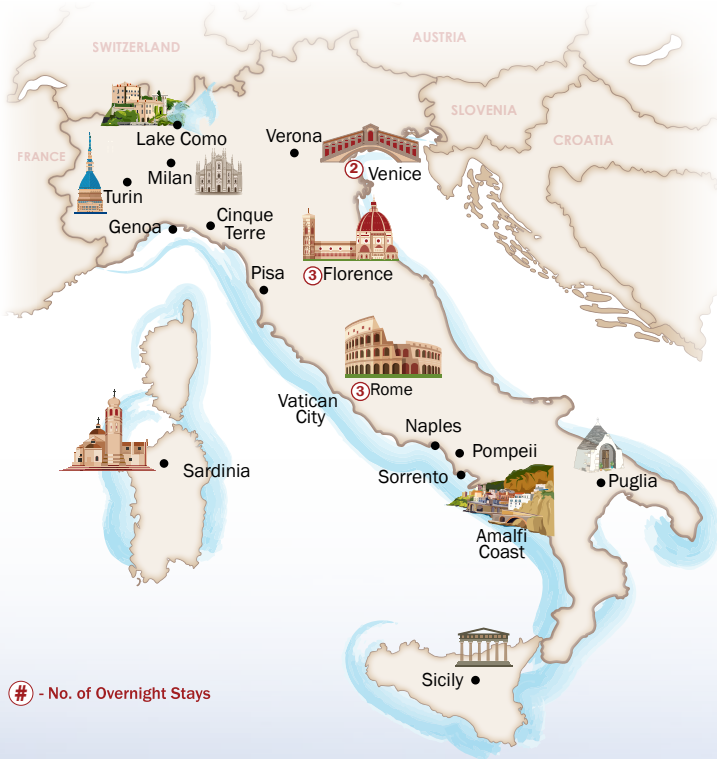 AUSTRIA
SWITZERLAND
SLOVENIA
CROATIA
FRANCE
Lake Como
Verona
2 Venice
Milan
Turin
Cinque
Terre
Genoa
Pisa
3 Florence
3 Rome
Vatican
City
Naples
Pompeii
Sorrento
Sardinia
Puglia
Amalfi
Coast
Sicily
# - No. of Overnight Stays